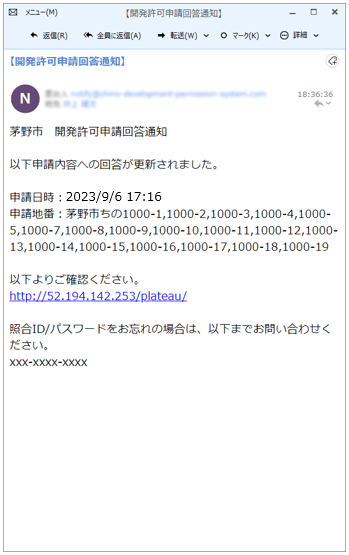 メニュー(M)
【開発許可申請回答通知】
返信(R) 全員に返信(A) 転送(W) マーク(K) 詳細
【開発許可申請回答通知】
N
18:36:36
茅野市　開発許可申請回答通知
以下申請内容への回答が更新されました。
申請日時：2023/9/6 17:16
申請地番：茅野市ちの1000-1,1000-2,1000-3,1000-4,1000-
5,1000-7,1000-8,1000-9,1000-10,1000-11,1000-12,1000-
13,1000-14,1000-15,1000-16,1000-17,1000-18,1000-19
以下よりご確認ください。
http://52.194.142.253/plateau/
照合ID/パスワードをお忘れの場合は、以下までお問い合わせく
ださい。
xxx-xxxx-xxxx